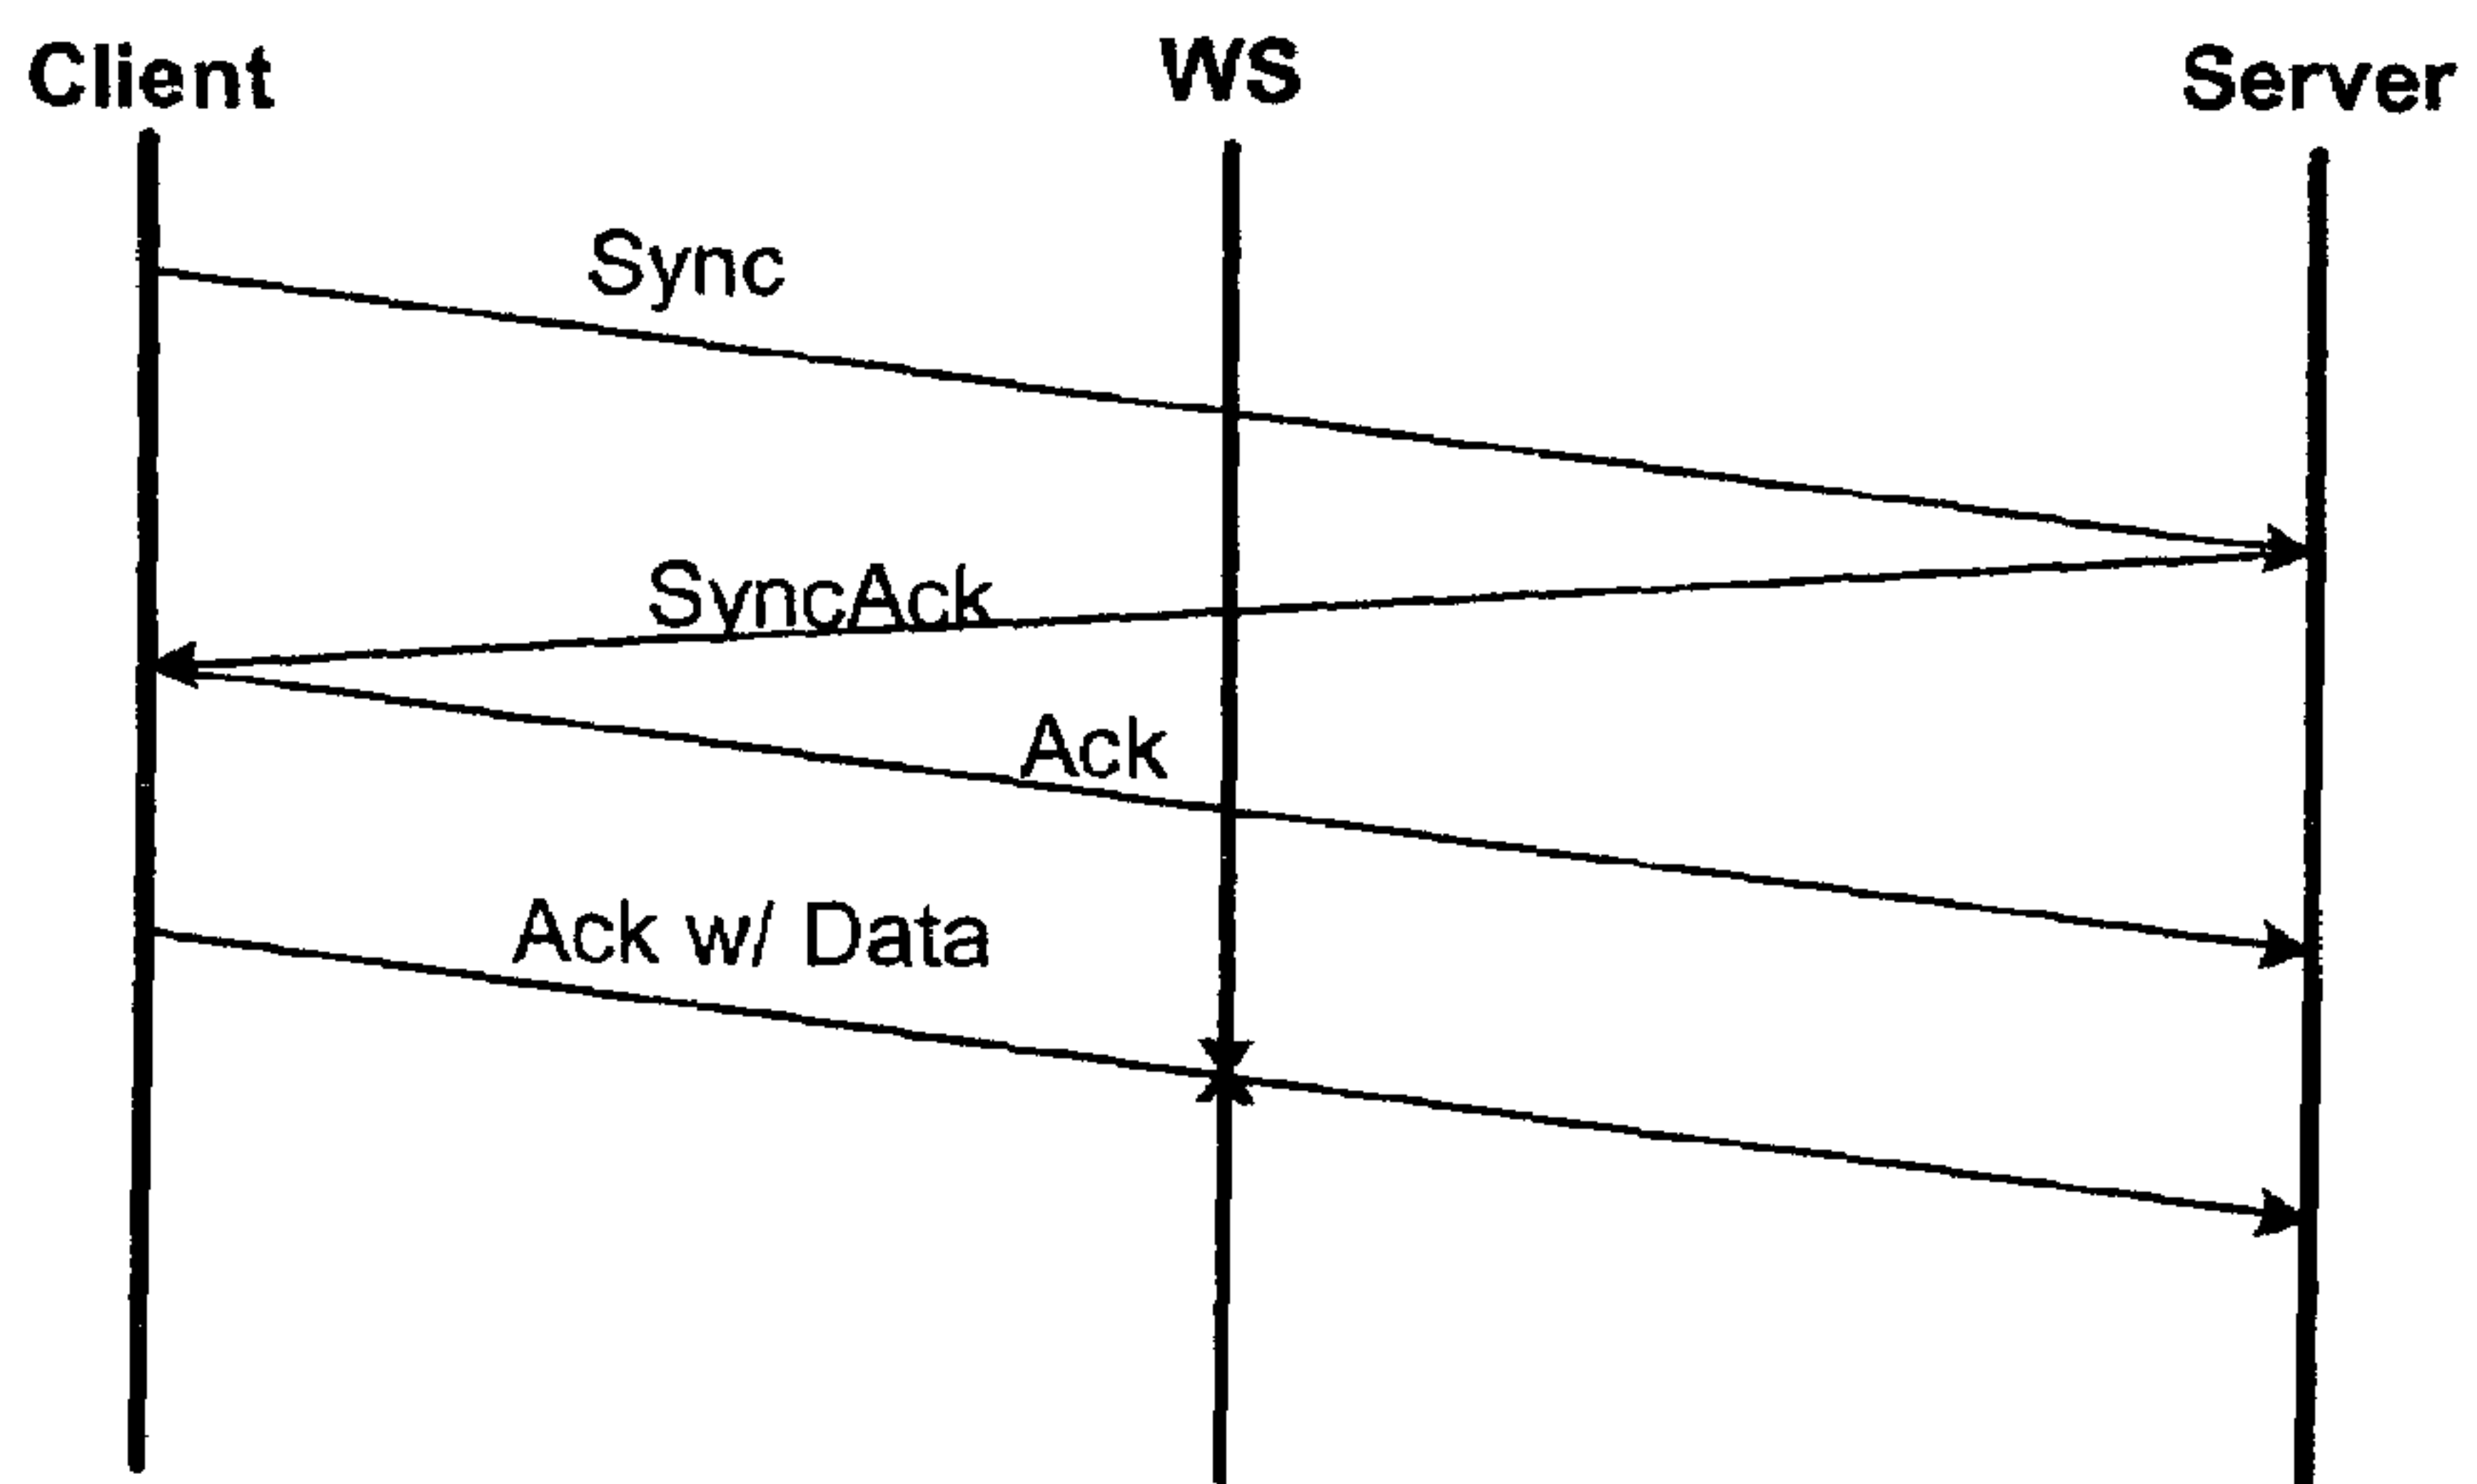 Client WS Server
Sync
SyncAck
Ack
Ack w/ Data